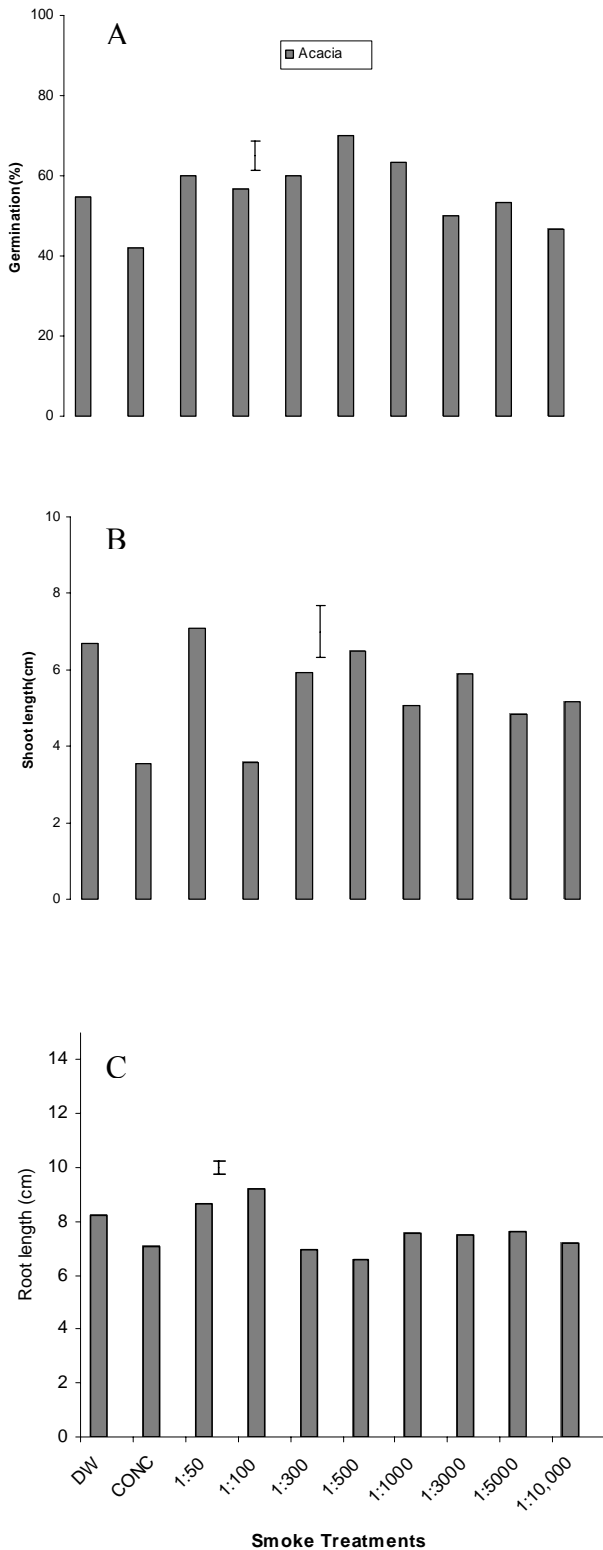 A
Acacia
Germination(%)
100
80
60
40
20
0
B
Shoot length(cm)
10
8
6
4
2
0
C
Root length (cm)
14
12
10
8
6
4
2
0
DW
CONC
1:50
1:100
1:300
1:500
1:1000
1:3000
1:5000
1:10,000
Smoke Treatments